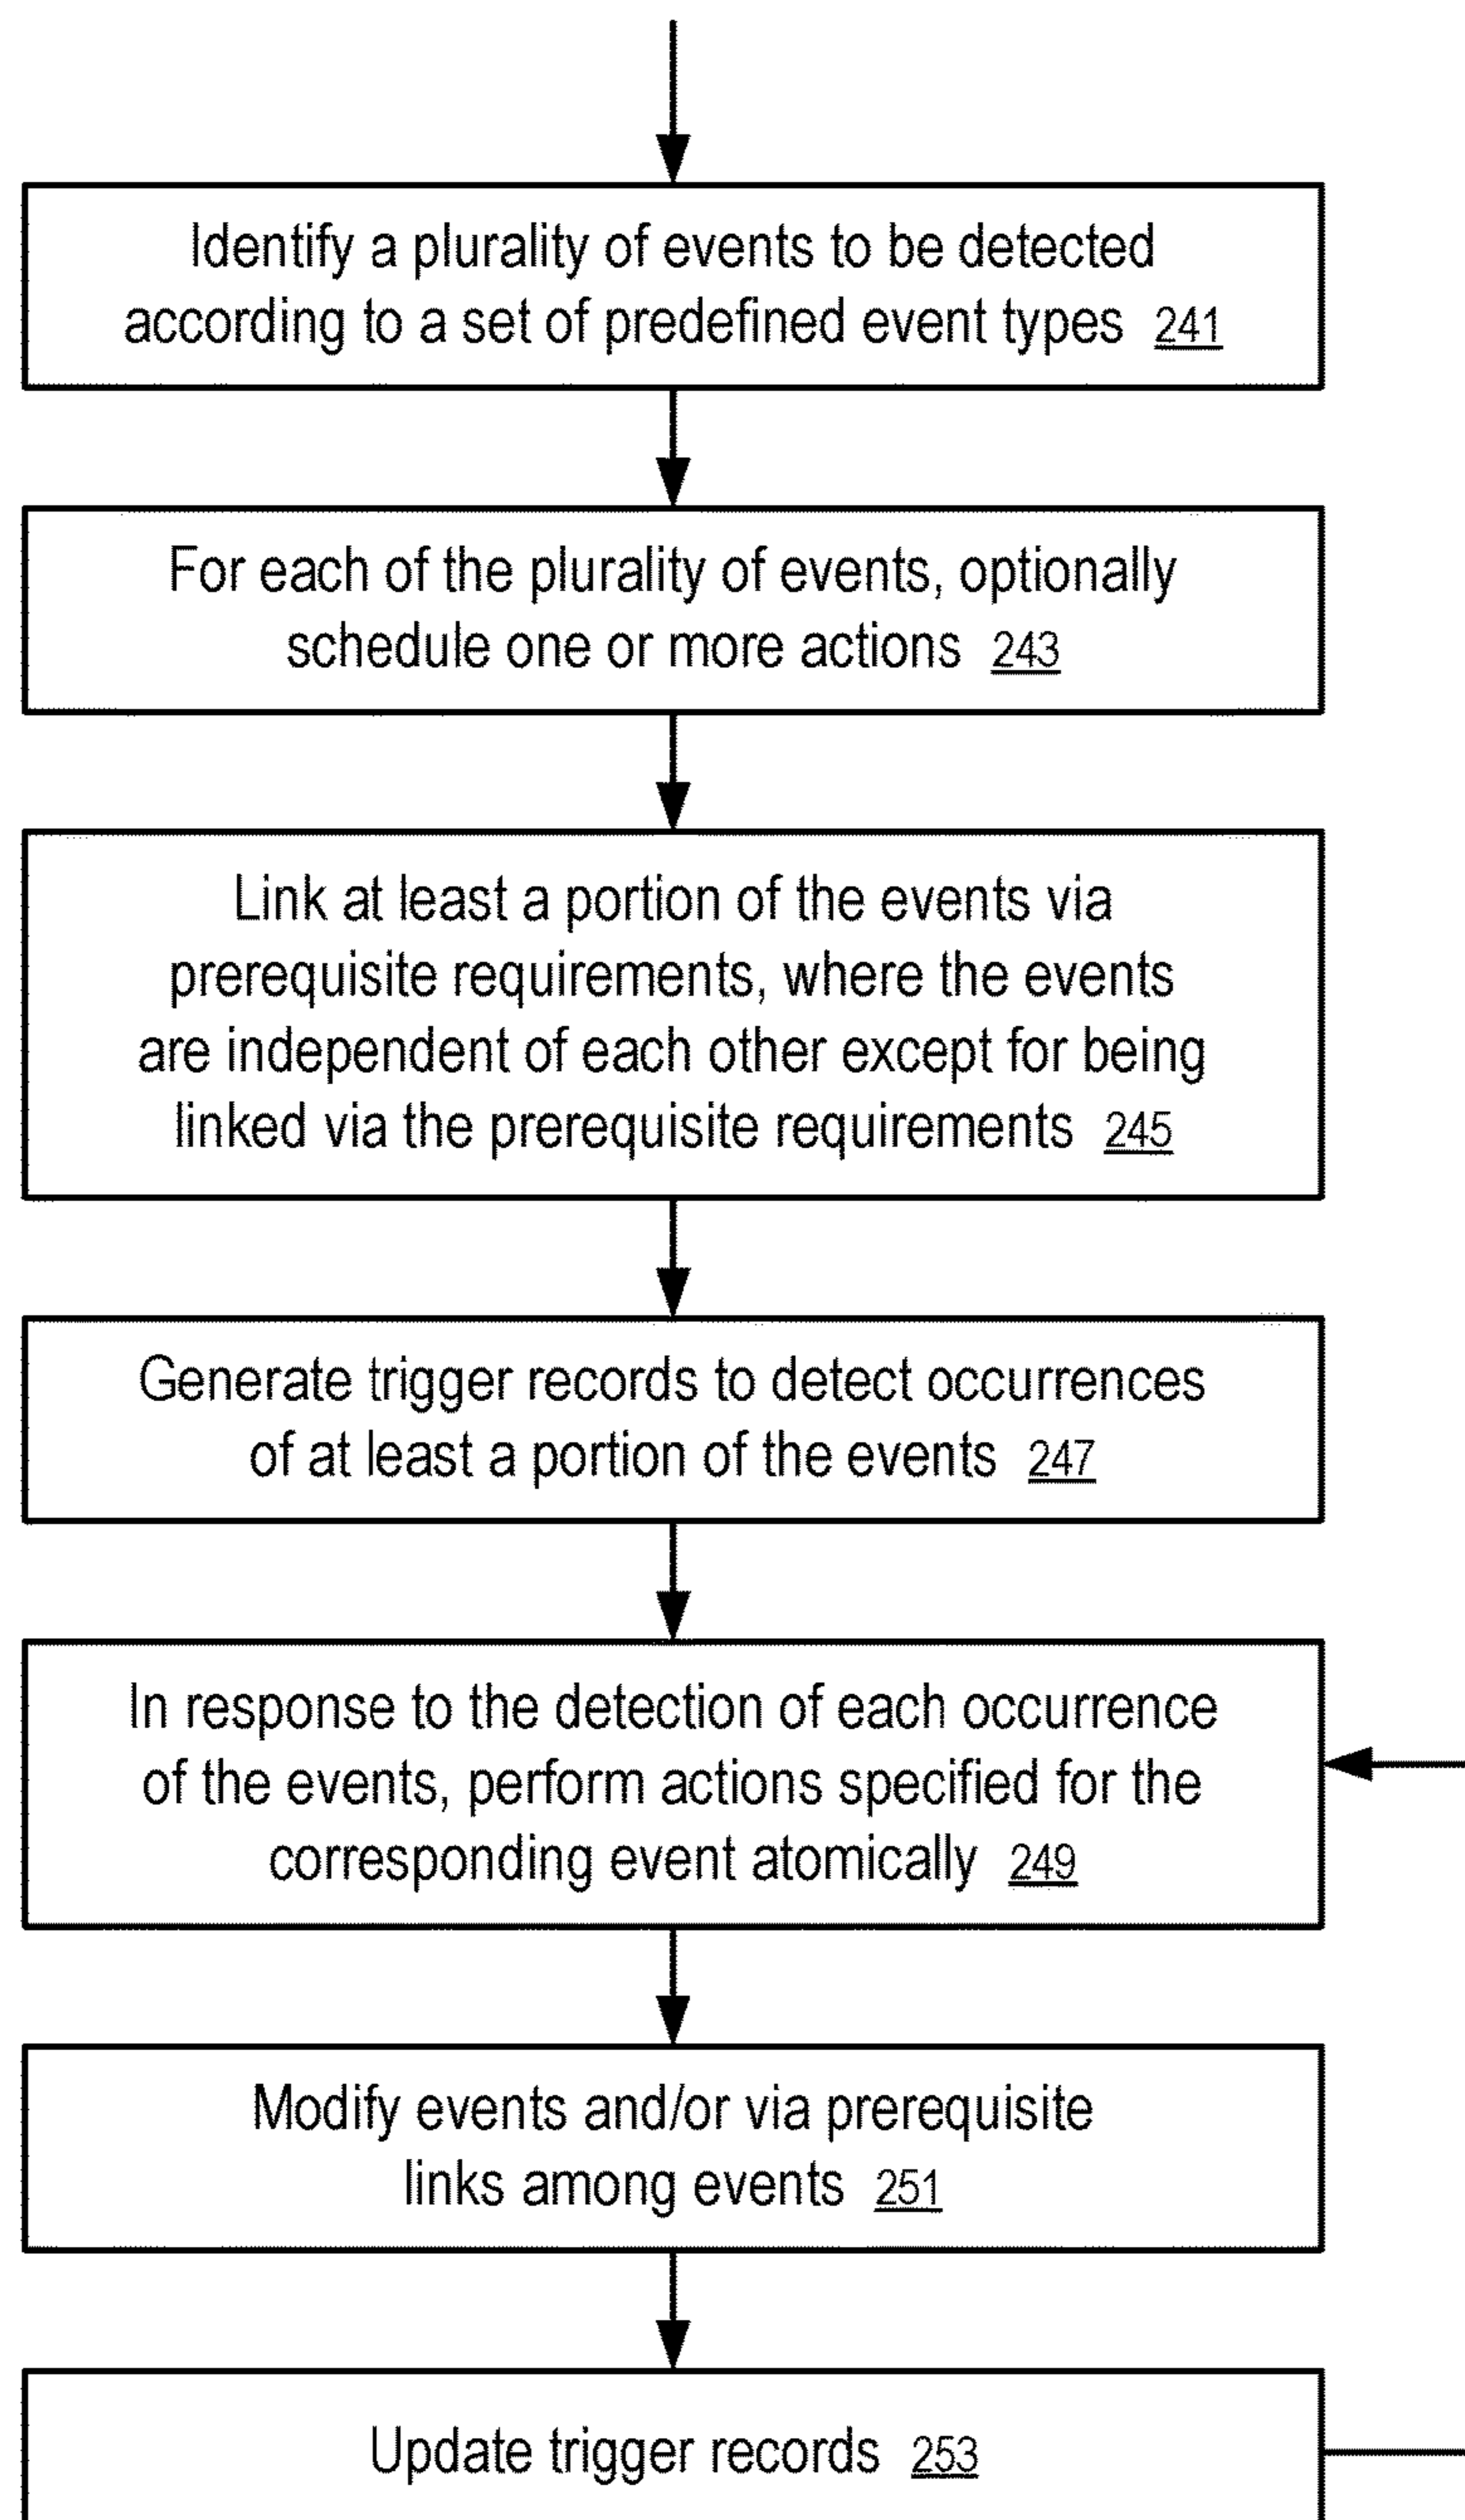 Identify a plurality of events to be detected
according to a set of predefined event types 241
For each of the plurality of events, optionally
schedule one or more actions 243
Link at least a portion of the events via
prerequisite requirements, where the events
are independent of each other except for being
linked via the prerequisite requirements 245
Generate trigger records to detect occurrences
of at least a portion of the events 247
In response to the detection of each occurrence
of the events, perform actions specified for the
corresponding event atomically 249
Modify events and/or via prerequisite
links among events 251
Update trigger records 253